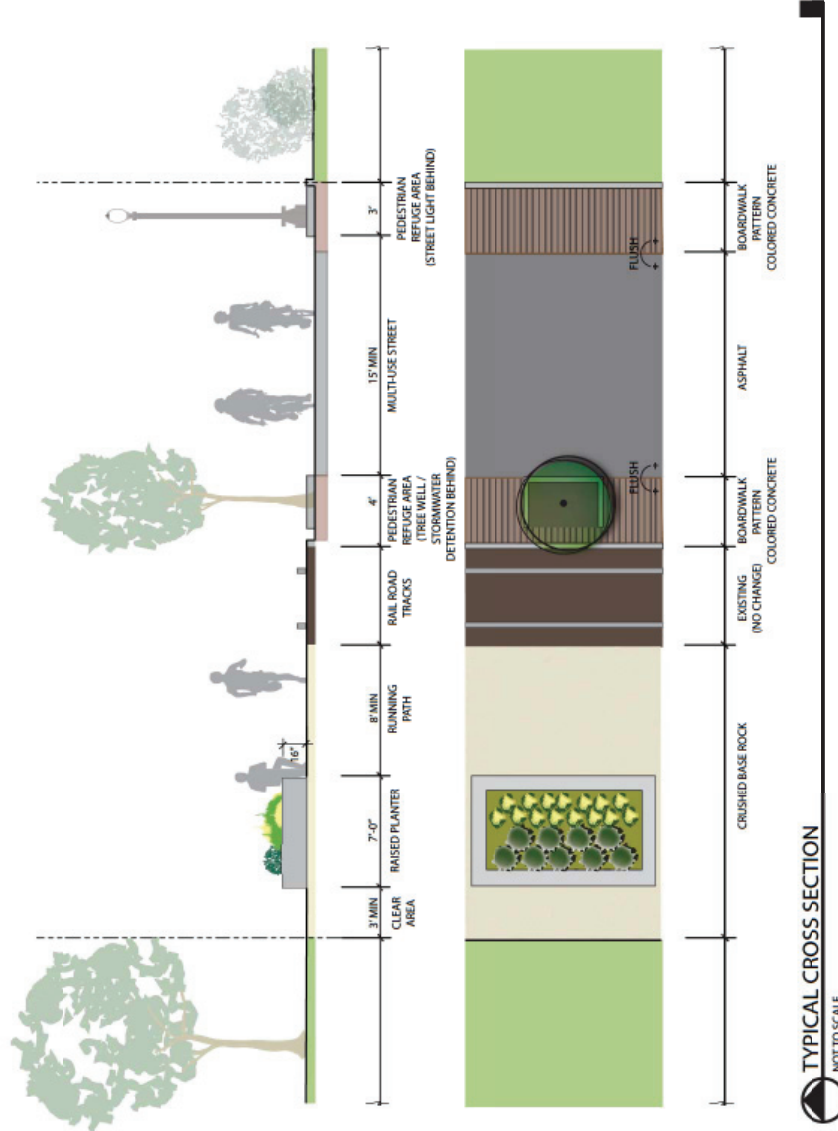 3' MIN
CLEAR
AREA
7'-0"
RAISED PLANTER
16"
8' MIN
RUNNING
PATH
RAIL ROAD
TRACKS
4'
PEDESTRIAN
REFUGE AREA
(TREE WELL /
STORMWATER
DETENTION BEHIND)
15' MIN
MULTI-USE STREET
3'
PEDESTRIAN
REFUGE AREA
(STREET LIGHT BEHIND)
FLUSH
FLUSH
CRUSHED BASE ROCK
EXISTING
(NO CHANGE)
BOARDWALK
PATTERN
COLORED CONCRETE
ASPHALT
BOARDWALK
PATTERN
COLORED CONCRETE
TYPICAL CROSS SECTION
NOT TO SCALE